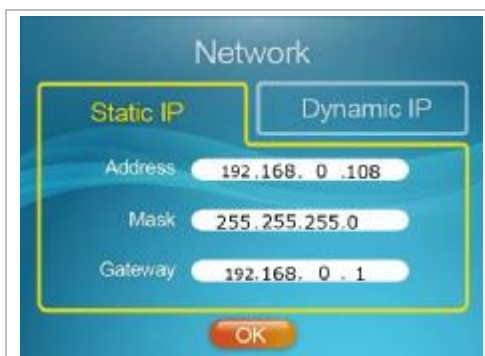 Network
Static IP Dynamic IP
Address 192.168. 0 .108
Mask 255.255.255.0
Gateway 192.168. 0 . 1
OK